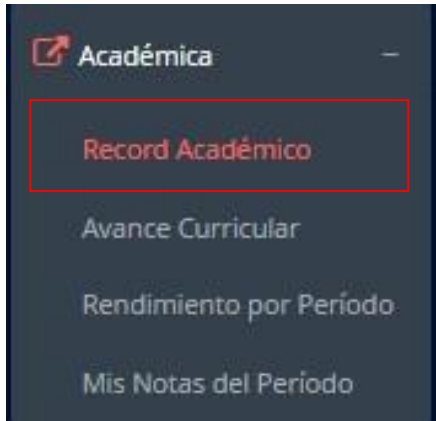 Académica
Record Académico
Avance Curricular
Rendimiento por Período
Mis Notas del Período